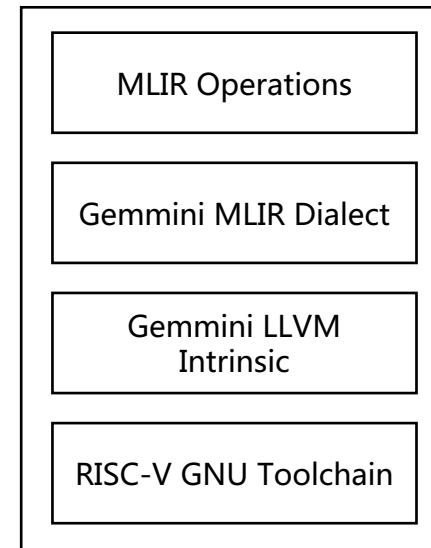 MLIR Operations
Gemmini MLIR Dialect
Gemmini LLVM
Intrinsic
RISC-V GNU Toolchain